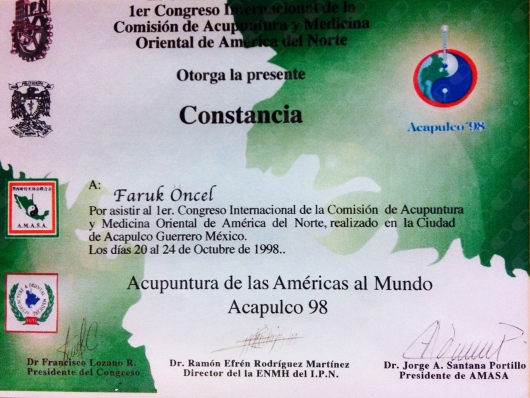 1er Congreso Internacional de la
Comisión de Acupuntura y Medicina
Oriental de América del Norte
Otorga la presente
Constancia
Acapulco '98
A.M.A.S.A.
A:
Faruk Öncel
Por asistir al 1er. Congreso Internacional de la Comisión de Acupuntura
y Medicina Oriental de América del Norte, realizado en la Ciudad
de Acapulco Guerrero México.
Los días 20 al 24 de Octubre de 1998..
Acupuntura de las Américas al Mundo
Acapulco 98
Dr Francisco Lozano R.
Presidente del Congreso
Dr. Ramón Efrén Rodríguez Martínez
Director del la ENMH del I.P.N.
Dr. Jorge A. Santana Portillo
Presidente de AMASA